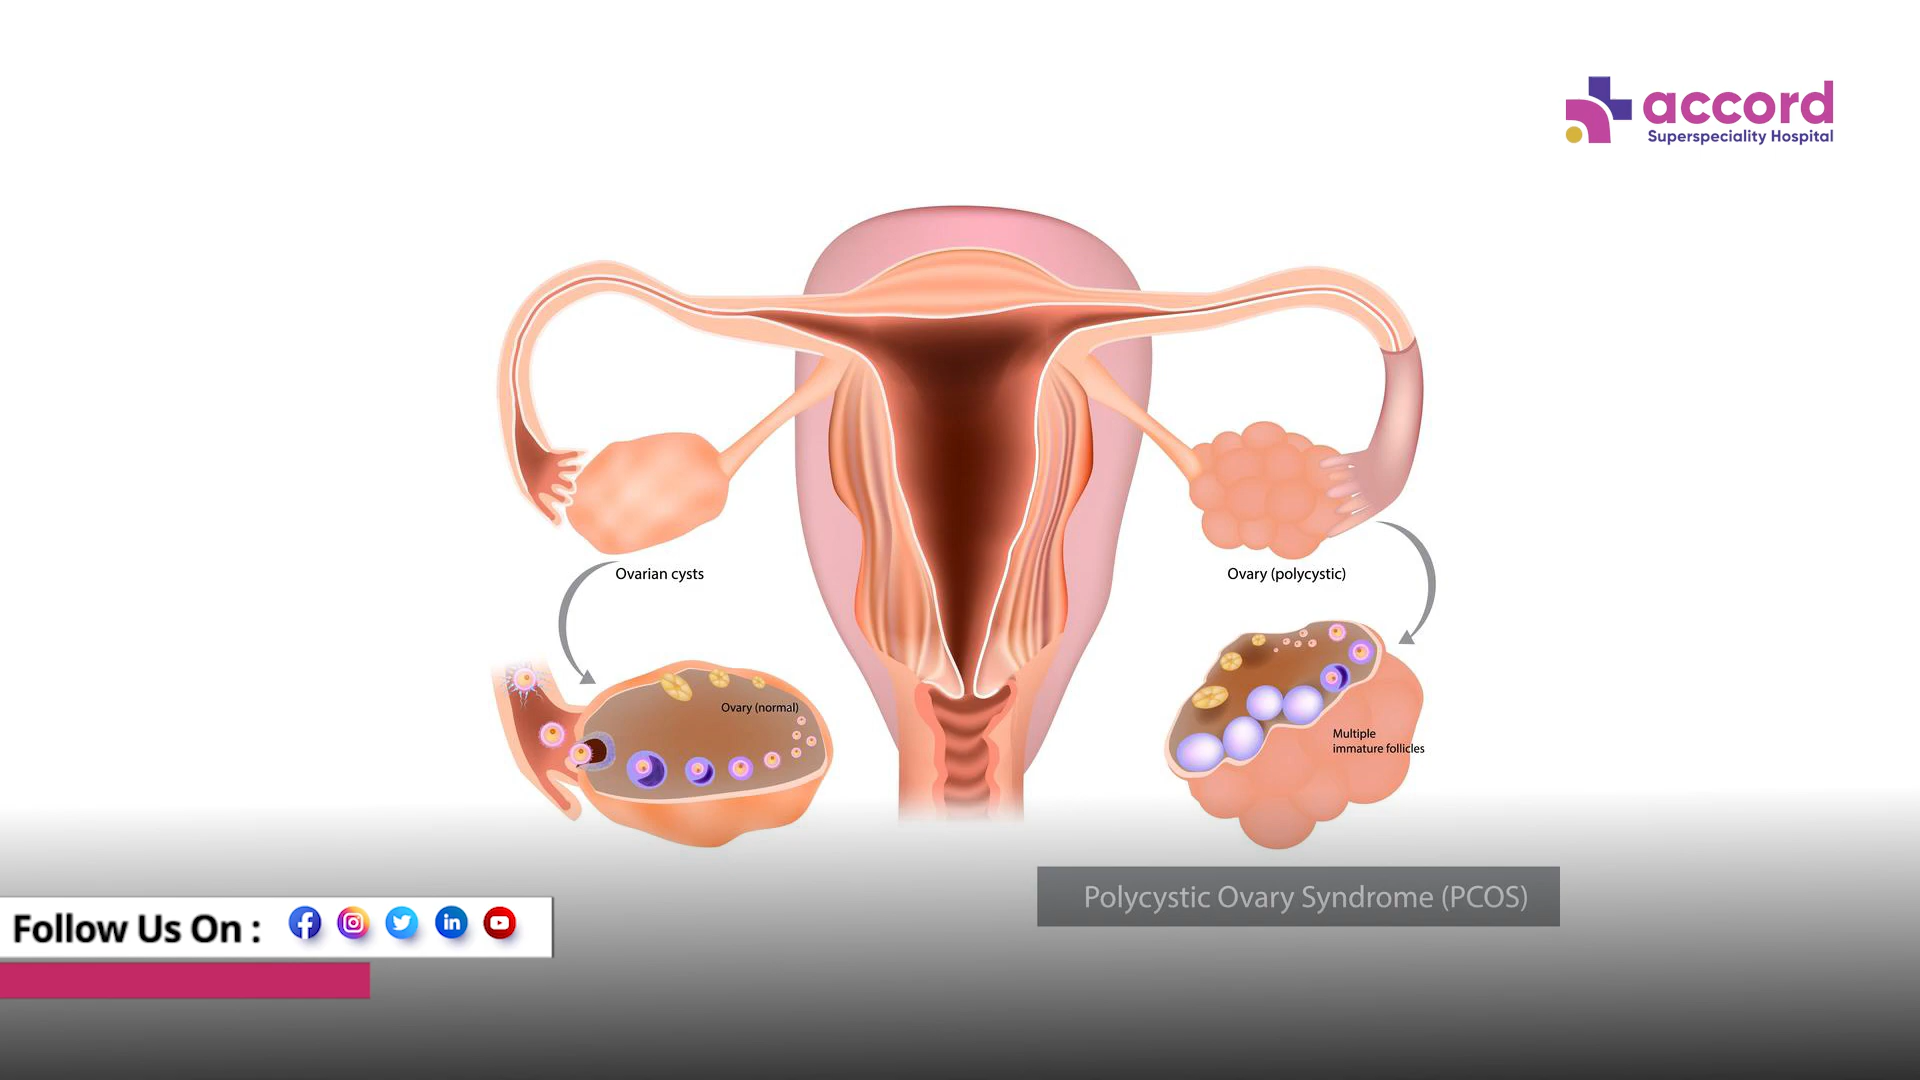 accord
Superspeciality Hospital
Ovarian cysts
Ovary (polycystic)
Ovary (normal)
Multiple
immature follicles
Polycystic Ovary Syndrome (PCOS)
Follow Us On :